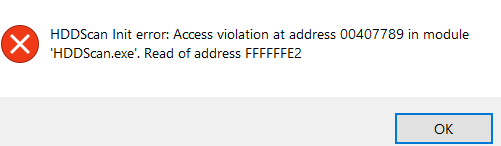 HDDScan Init error: Access violation at address 00407789 in module
'HDDScan.exe'. Read of address FFFFFFE2
OK